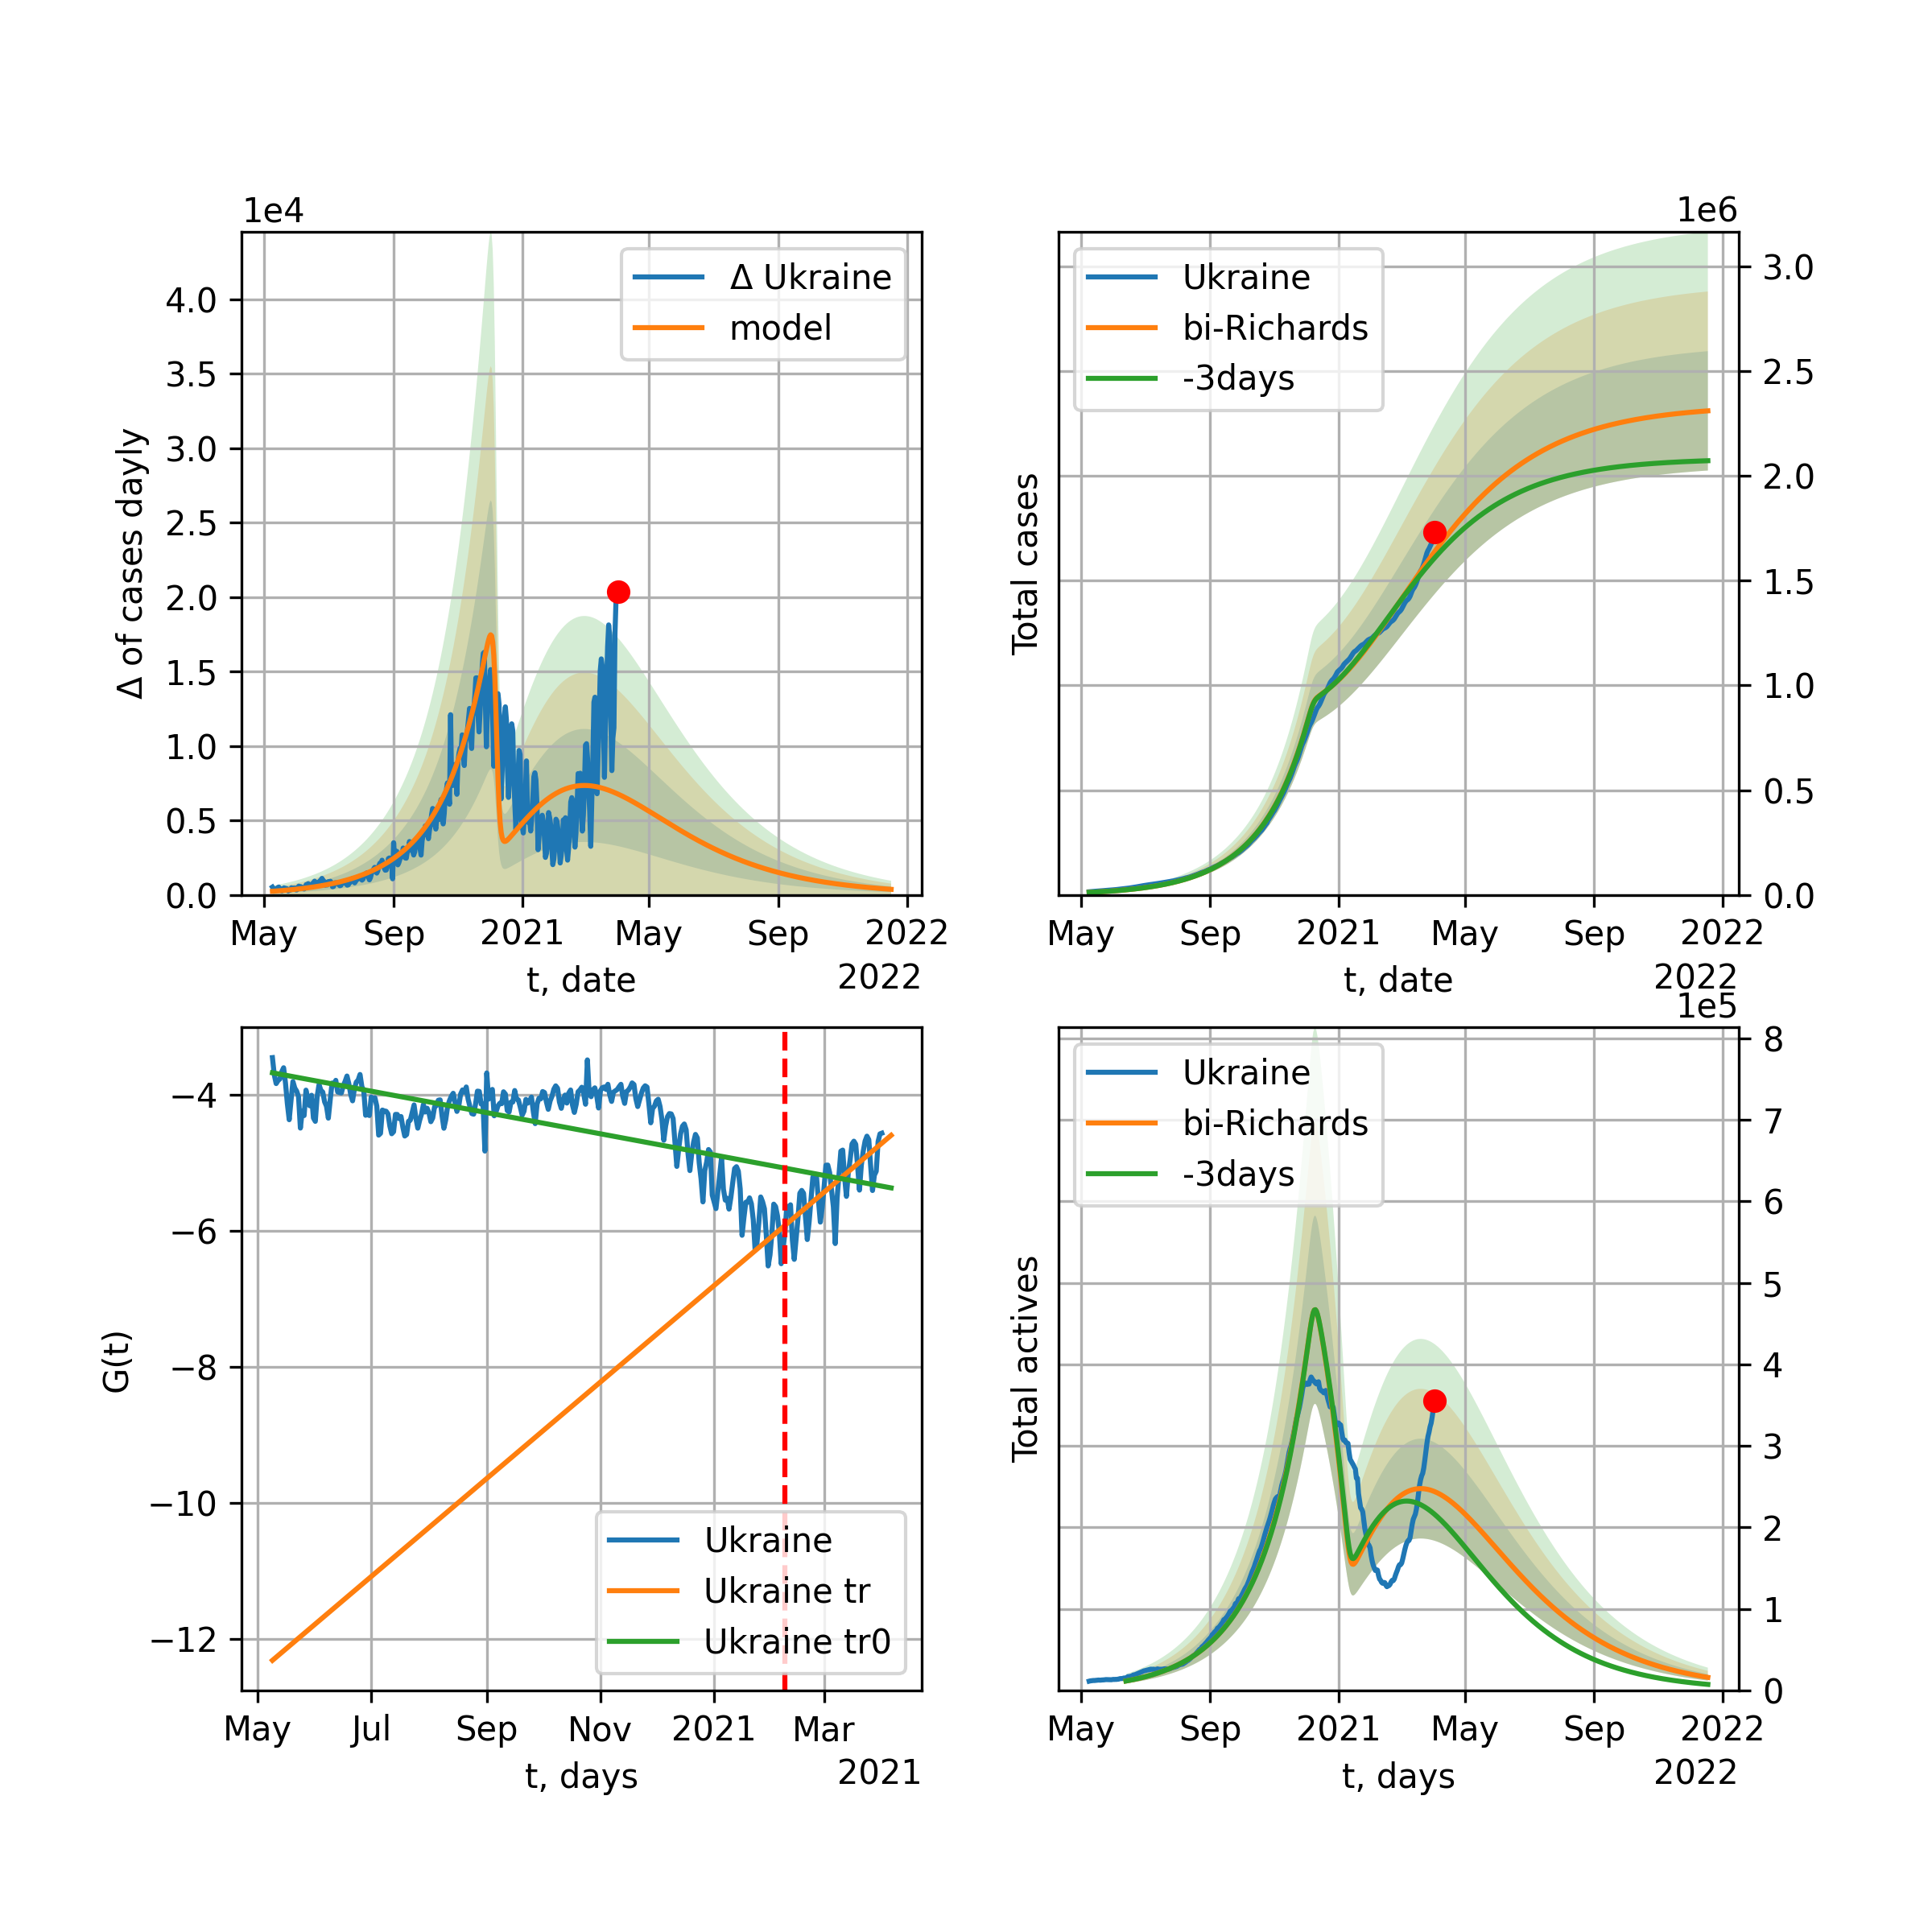 1e4
Δ of cases dayly
4.0
3.5
3.0
2.5
2.0
1.5
1.0
0.5
0.0
Δ Ukraine
model
May Sep 2021 May Sep 2022
t, date
2022
1e6
Total cases
Ukraine
bi-Richards
-3days
3.0
2.5
2.0
1.5
1.0
0.5
0.0
May Sep 2021 May Sep 2022
t, date
2022
G(t)
−4
−6
−8
−10
−12
Ukraine
Ukraine tr
Ukraine tr0
May Jul Sep Nov 2021 Mar
t, days
2021
1e5
Total actives
Ukraine
bi-Richards
-3days
8
7
6
5
4
3
2
1
0
May Sep 2021 May Sep 2022
t, days
2022